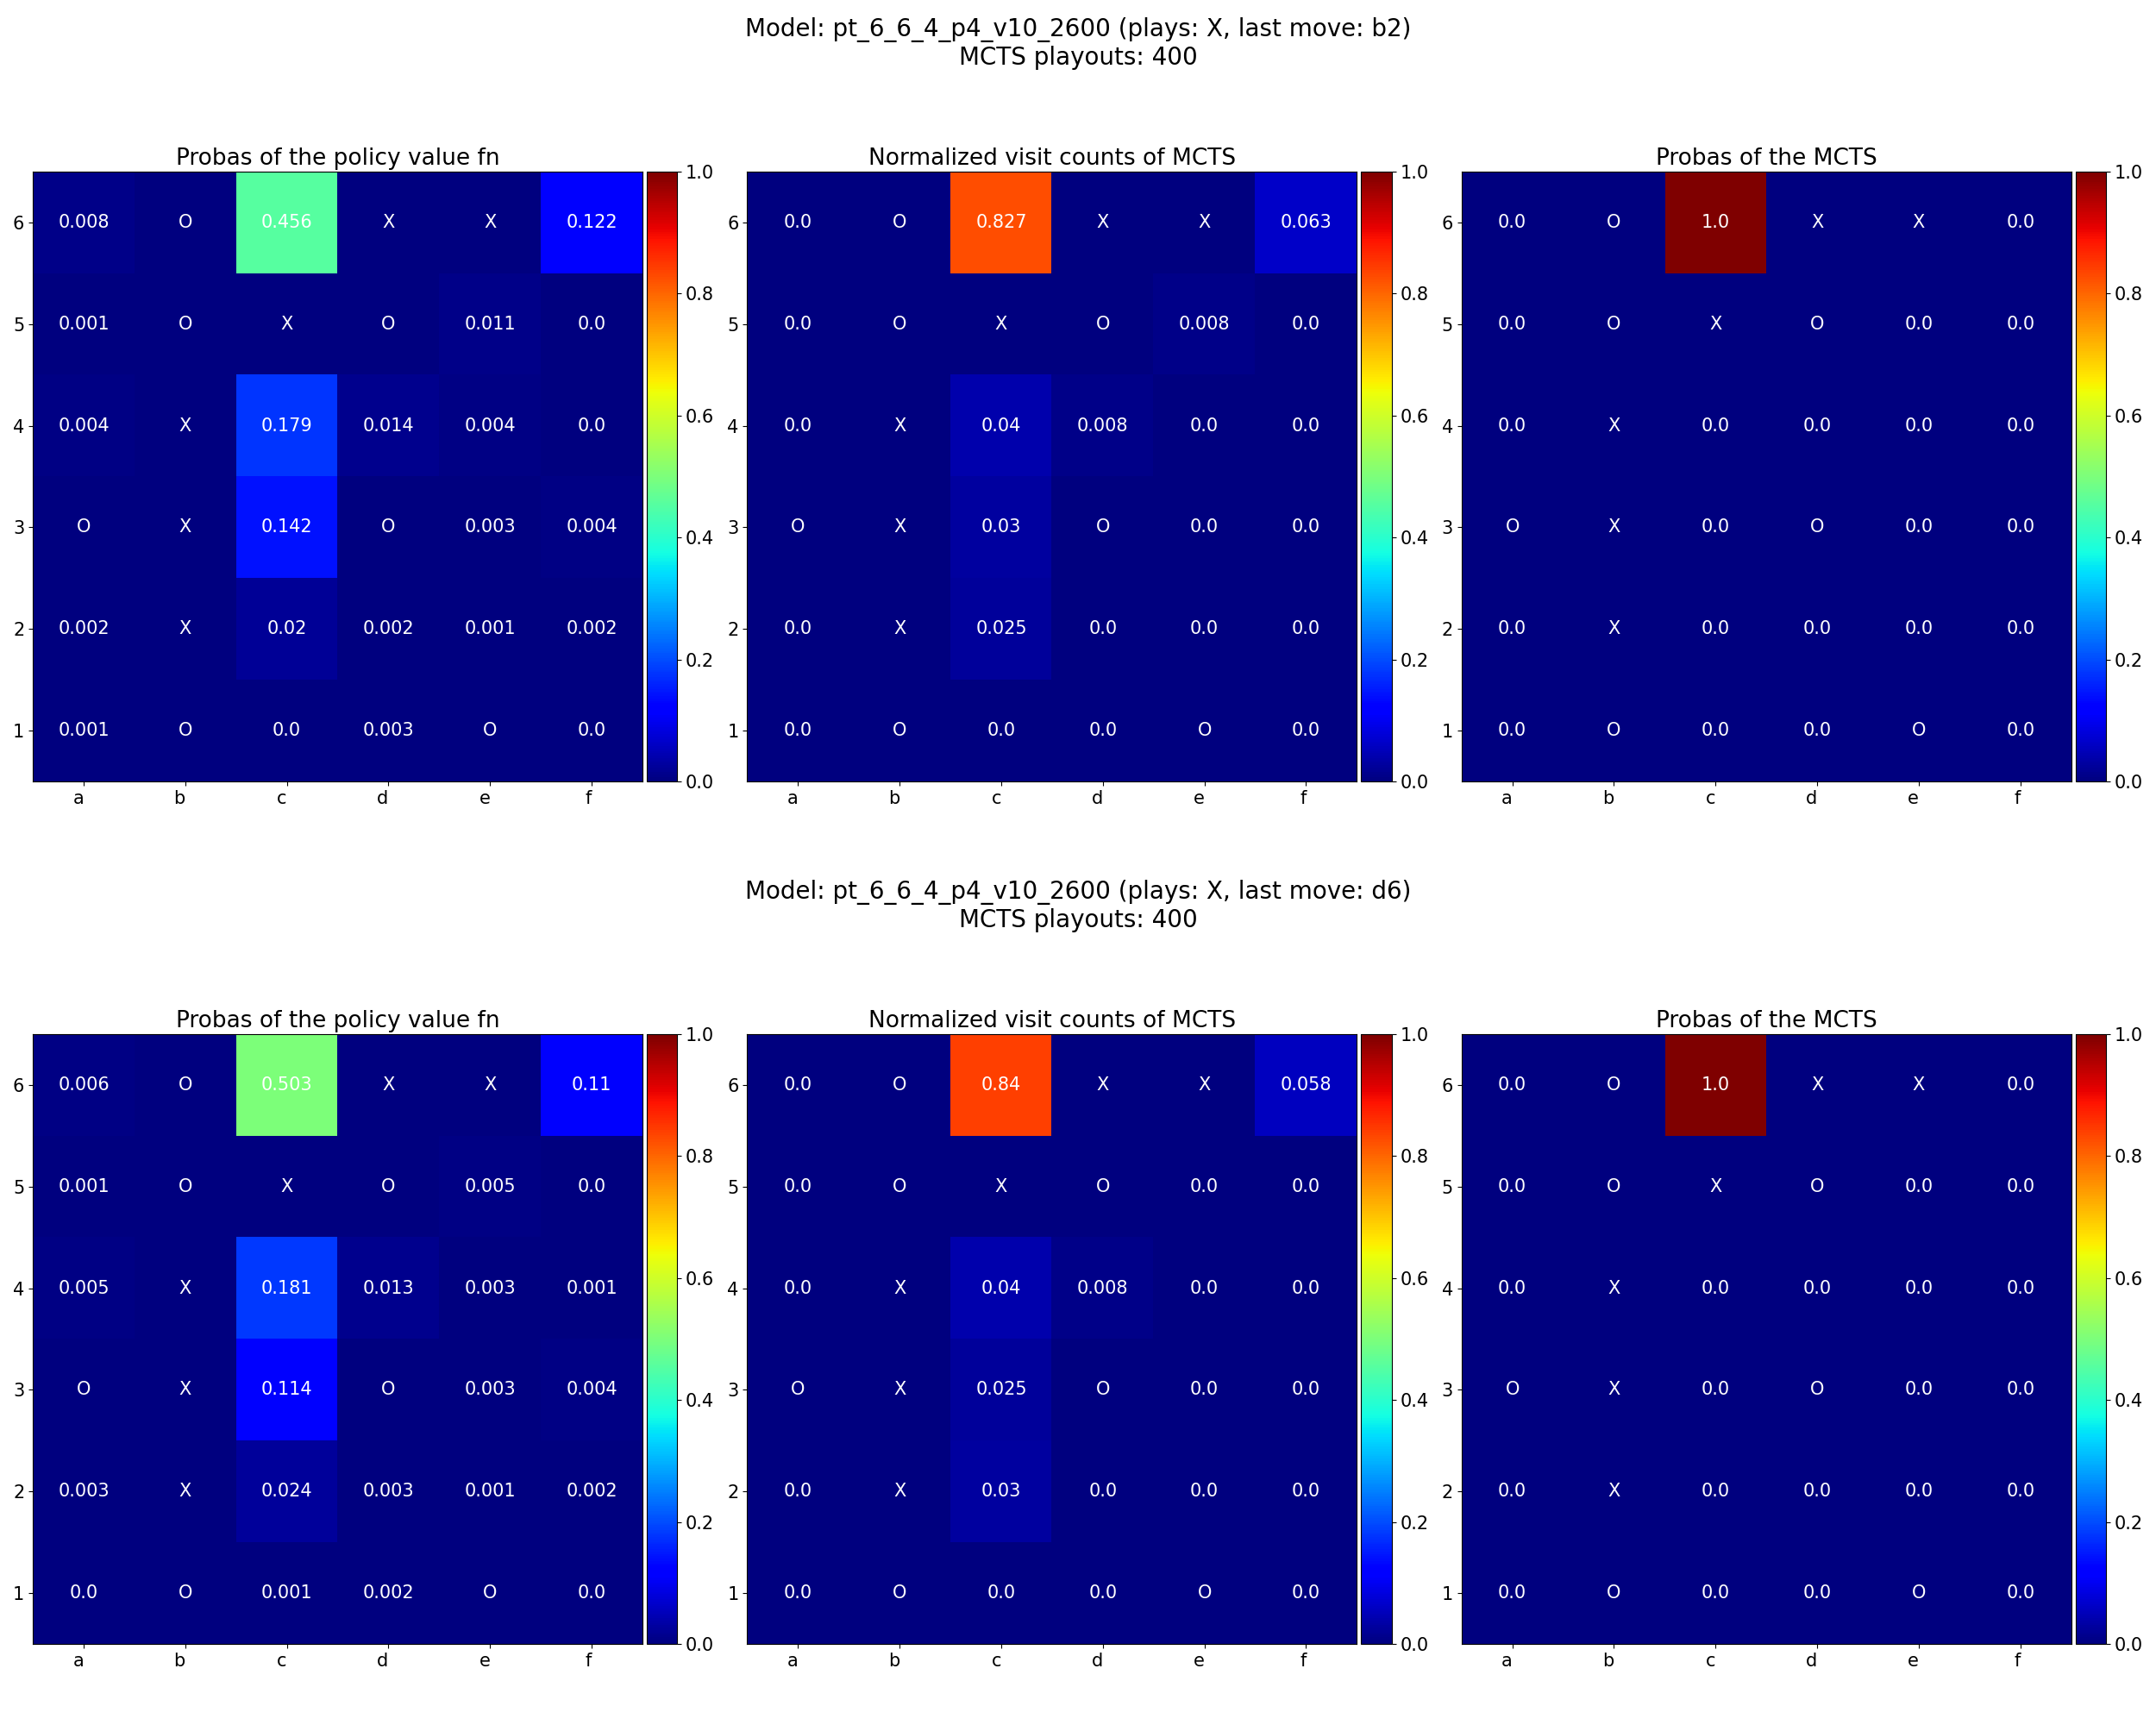 Model: pt_6_6_4_p4_v10_2600 (plays: X, last move: b2)
MCTS playouts: 400
Probas of the policy value fn
6 0.008 O 0.456 X X 0.122
5 0.001 O X O 0.011 0.0
4 0.004 X 0.179 0.014 0.004 0.0
3 O X 0.142 O 0.003 0.004
2 0.002 X 0.02 0.002 0.001 0.002
1 0.001 O 0.0 0.003 O 0.0
a b c d e f
1.0
0.8
0.6
0.4
0.2
0.0
Normalized visit counts of MCTS
6 0.0 O 0.827 X X 0.063
5 0.0 O X O 0.008 0.0
4 0.0 X 0.04 0.008 0.0 0.0
3 O X 0.03 O 0.0 0.0
2 0.0 X 0.025 0.0 0.0 0.0
1 0.0 O 0.0 0.0 O 0.0
a b c d e f
1.0
0.8
0.6
0.4
0.2
0.0
Probas of the MCTS
6 0.0 O 1.0 X X 0.0
5 0.0 O X O 0.0 0.0
4 0.0 X 0.0 0.0 0.0 0.0
3 O X 0.0 O 0.0 0.0
2 0.0 X 0.0 0.0 0.0 0.0
1 0.0 O 0.0 0.0 O 0.0
a b c d e f
1.0
0.8
0.6
0.4
0.2
0.0
Model: pt_6_6_4_p4_v10_2600 (plays: X, last move: d6)
MCTS playouts: 400
Probas of the policy value fn
6 0.006 O 0.503 X X 0.11
5 0.001 O X O 0.005 0.0
4 0.005 X 0.181 0.013 0.003 0.001
3 O X 0.114 O 0.003 0.004
2 0.003 X 0.024 0.003 0.001 0.002
1 0.0 O 0.001 0.002 O 0.0
a b c d e f
1.0
0.8
0.6
0.4
0.2
0.0
Normalized visit counts of MCTS
6 0.0 O 0.84 X X 0.058
5 0.0 O X O 0.0 0.0
4 0.0 X 0.04 0.008 0.0 0.0
3 O X 0.025 O 0.0 0.0
2 0.0 X 0.03 0.0 0.0 0.0
1 0.0 O 0.0 0.0 O 0.0
a b c d e f
1.0
0.8
0.6
0.4
0.2
0.0
Probas of the MCTS
6 0.0 O 1.0 X X 0.0
5 0.0 O X O 0.0 0.0
4 0.0 X 0.0 0.0 0.0 0.0
3 O X 0.0 O 0.0 0.0
2 0.0 X 0.0 0.0 0.0 0.0
1 0.0 O 0.0 0.0 O 0.0
a b c d e f
1.0
0.8
0.6
0.4
0.2
0.0